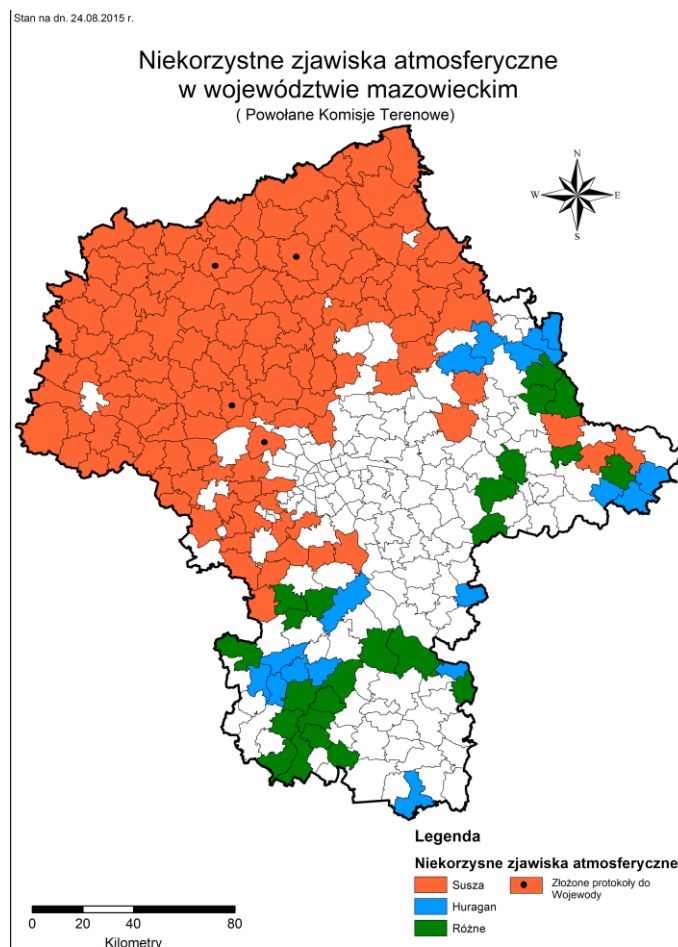 Stan na dn. 24.08.2015 r.
Niekorzystne zjawiska atmosferyczne
w województwie mazowieckim
( Powołane Komisje Terenowe)
N
W
E
S
Legenda
Niekorzysne zjawiska atmosferyczne
Susza
Złożone protokoły do
Wojewody
Huragan
Różne
0 20 40 80
Kilometry